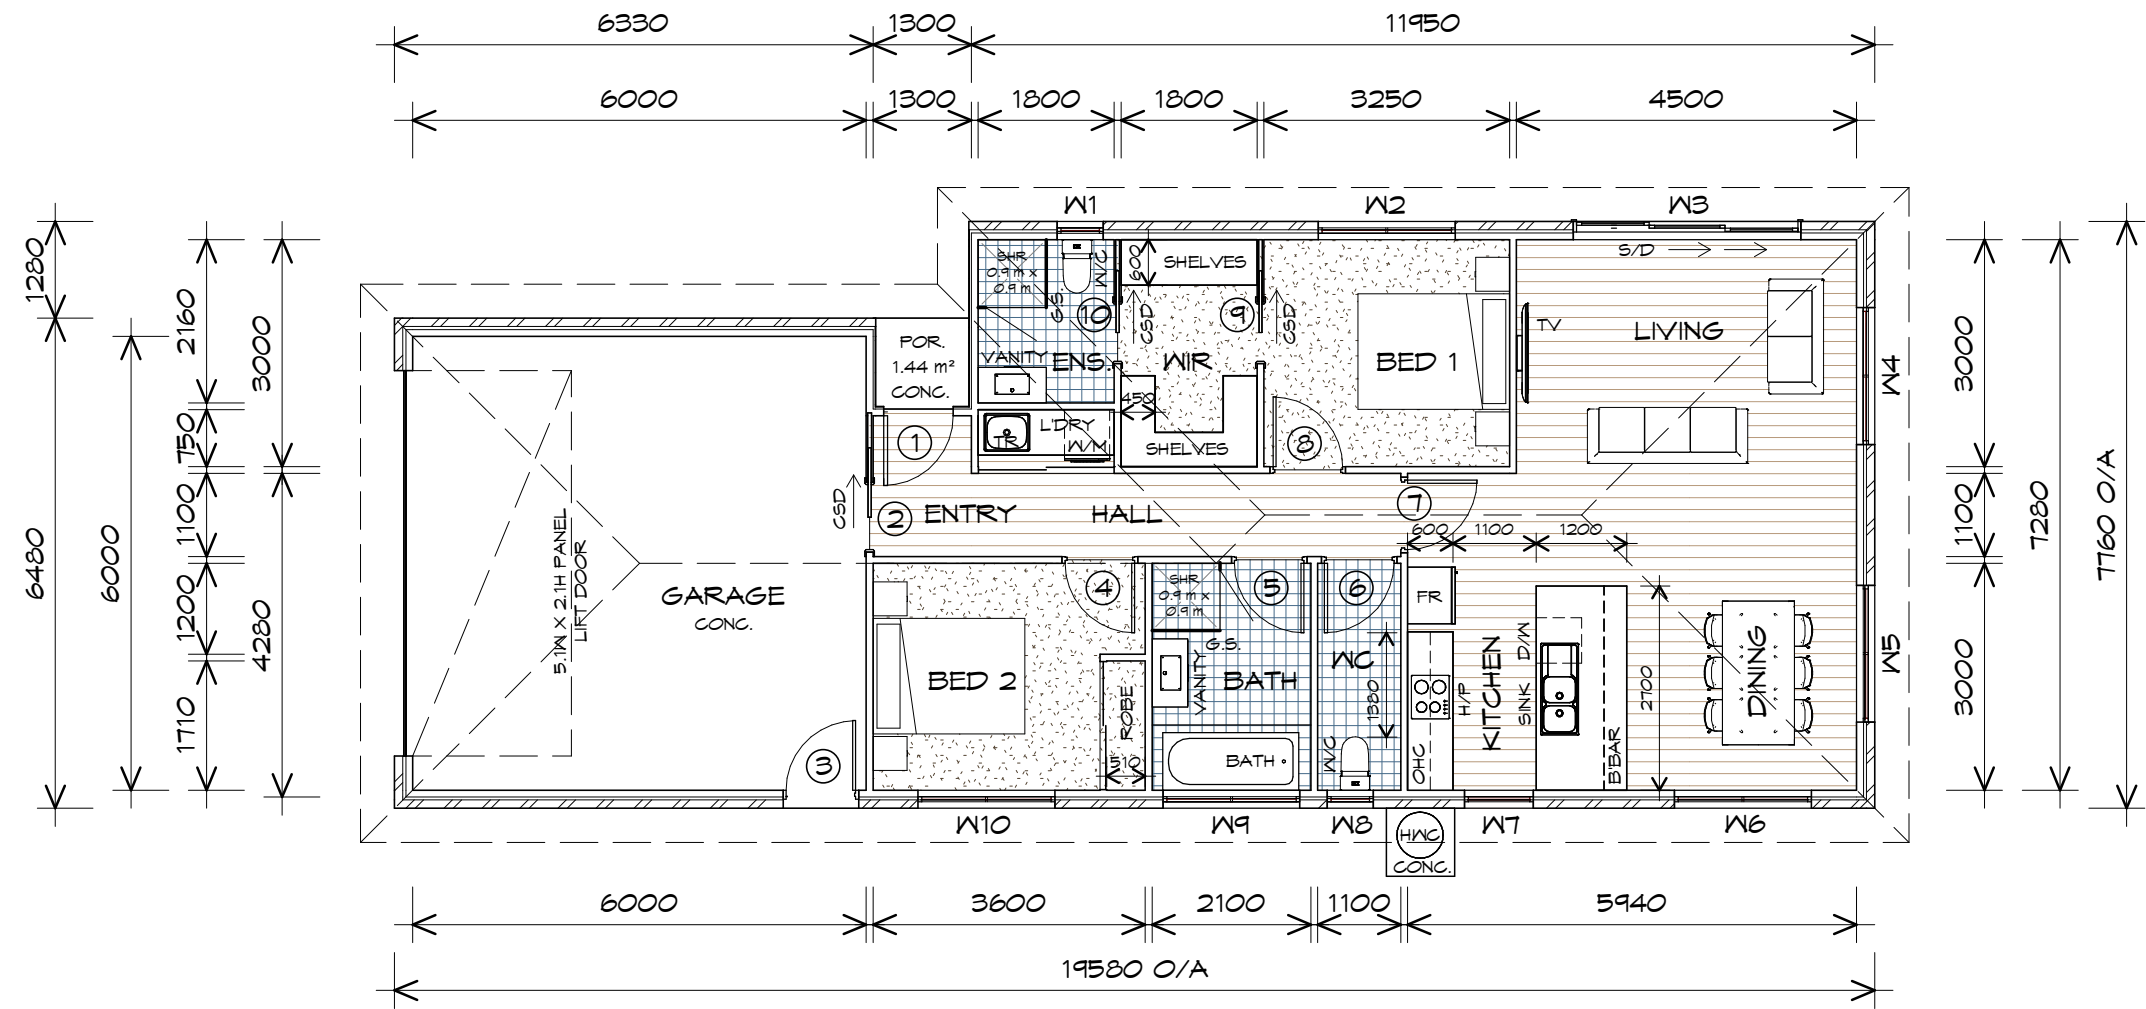 6330
1300
11950
6000
1300
1800
1800
3250
4500
W1
W2
W3
S/D
SHR
0.9 m x
0.9 m
W/C
G.S.
10
600
SHELVES
CSD
9
CSD
TV
LIVING
POR.
1.44 m²
CONC.
VANITY
ENS.
WIR
BED 1
W4
1280
2160
3000
3000
450
1
TR
L'DRY
W/M
SHELVES
8
750
6480
6000
1100
CSD
2
ENTRY
HALL
7
600
1100
1200
1100
7280
7760 O/A
5.1W X 2.1H PANEL
LIFT DOOR
GARAGE
CONC.
4
SHR
0.9 m x
0.9 m
5
6
FR
1200
4280
1710
G.S.
WC
BED 2
VANITY
BATH
ROBE
1380
H/P
KITCHEN
SINK
D/W
2700
DINING
W5
3000
3
510
BATH
W/C
OHC
B'BAR
W10
W9
W8
W7
W6
HWC
CONC.
6000
3600
2100
1100
5940
19580 O/A